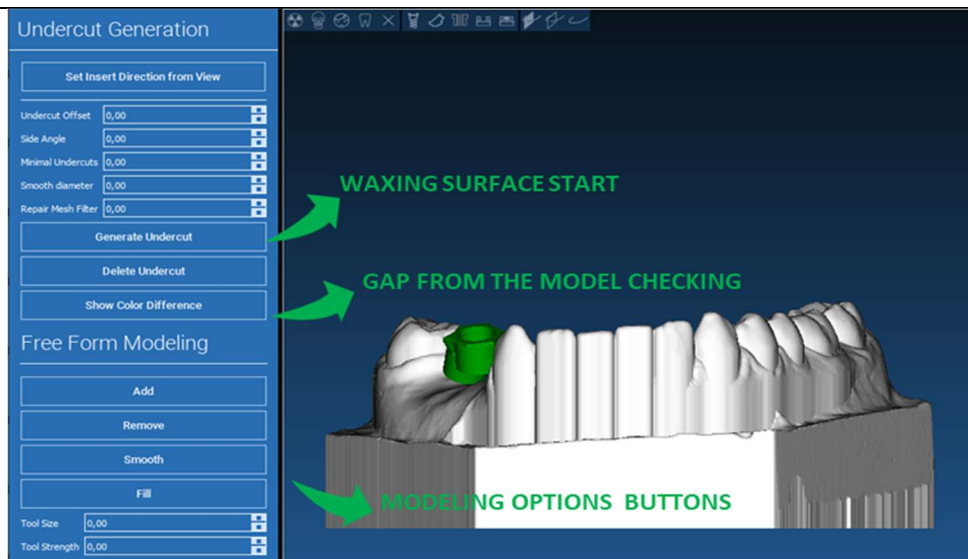 Undercut Generation
Set Insert Direction from View
Undercut Offset 0,00
Side Angle 0,00
Minimal Undercuts 0,00
Smooth diameter 0,00
Repair Mesh Filter 0,00
Generate Undercut
Delete Undercut
Show Color Difference
Free Form Modeling
Add
Remove
Smooth
Fill
Tool Size 0,00
Tool Strength 0,00
WAXING SURFACE START
GAP FROM THE MODEL CHECKING
MODELING OPTIONS BUTTONS